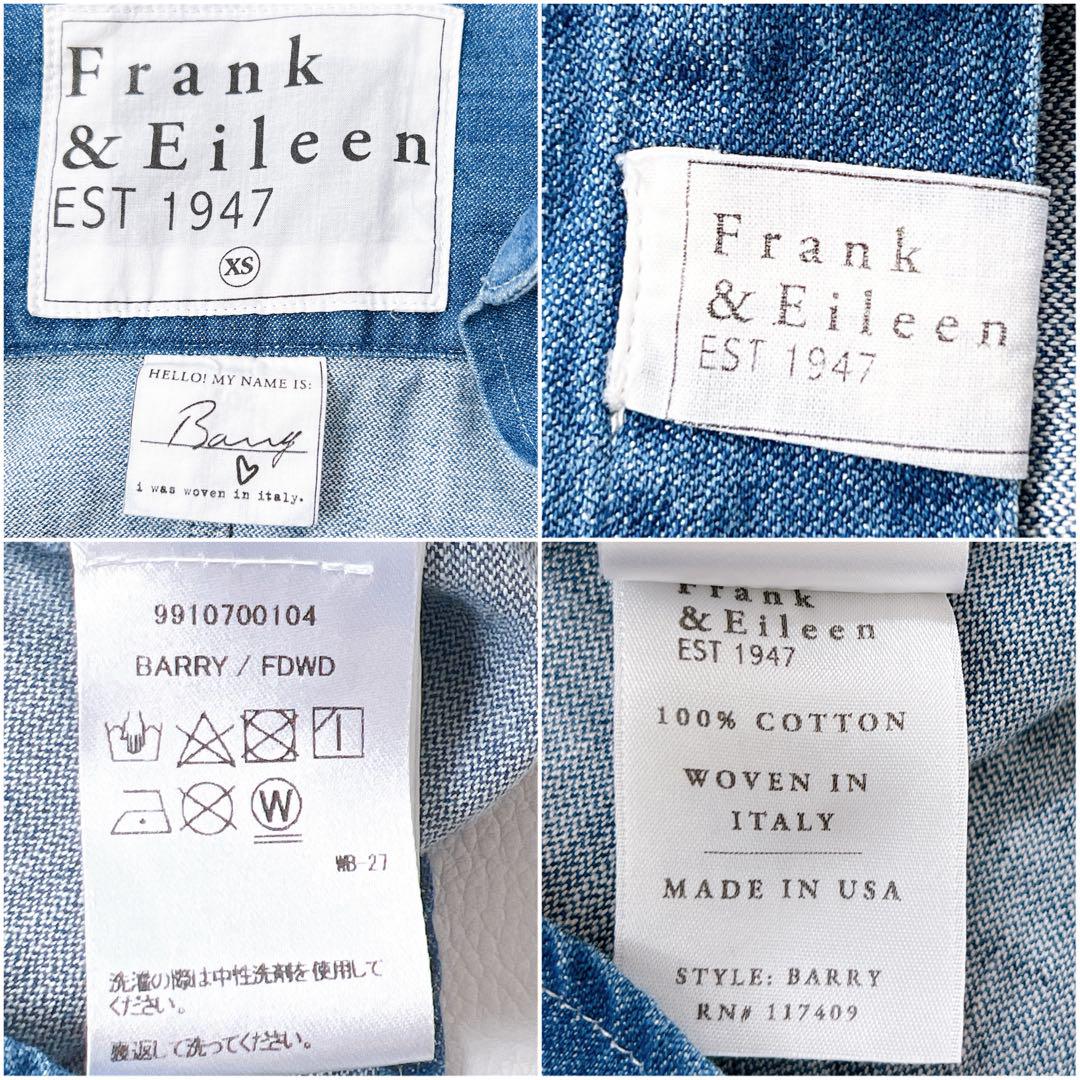 Frank
& Eileen
EST 1947
XS
HELLO! MY NAME IS:
Barry
i was woven in italy.
Frank
& Eileen
EST 1947
9910700104
BARRY / FDWD
W
WB-27
洗濯の際は中性洗剤を使用して
ください。
裏返して洗ってください。
Frank
& Eileen
EST 1947
100% COTTON
WOVEN IN
ITALY
MADE IN USA
STYLE: BARRY
RN# 117409